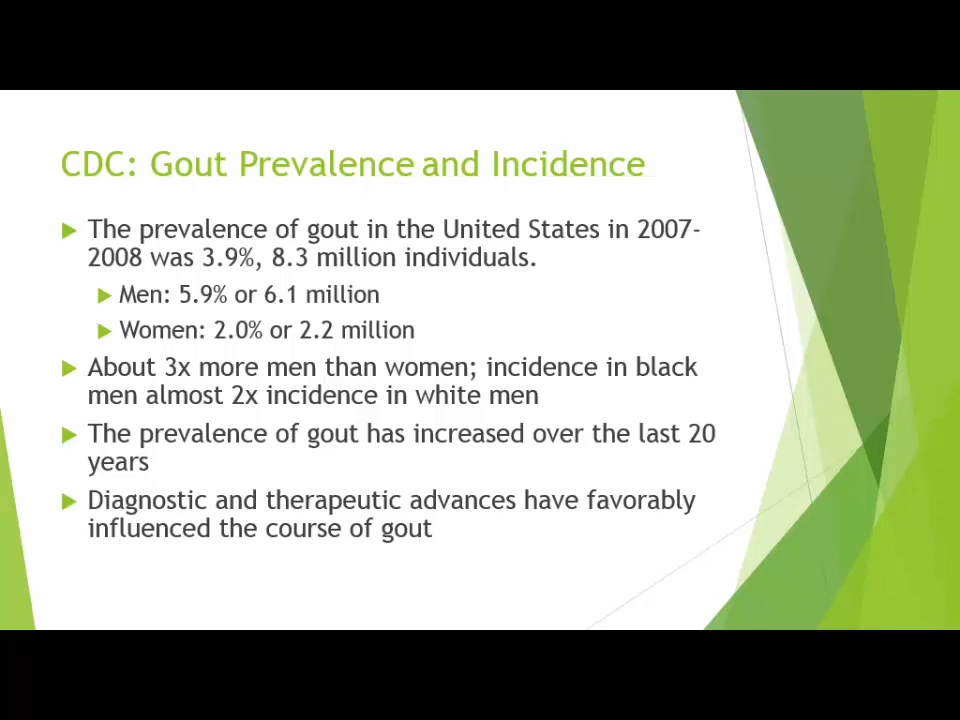 CDC: Gout Prevalence and Incidence
The prevalence of gout in the United States in 2007-
2008 was 3.9%, 8.3 million individuals.
Men: 5.9% or 6.1 million
Women: 2.0% or 2.2 million
About 3x more men than women; incidence in black
men almost 2x incidence in white men
The prevalence of gout has increased over the last 20
years
Diagnostic and therapeutic advances have favorably
influenced the course of gout